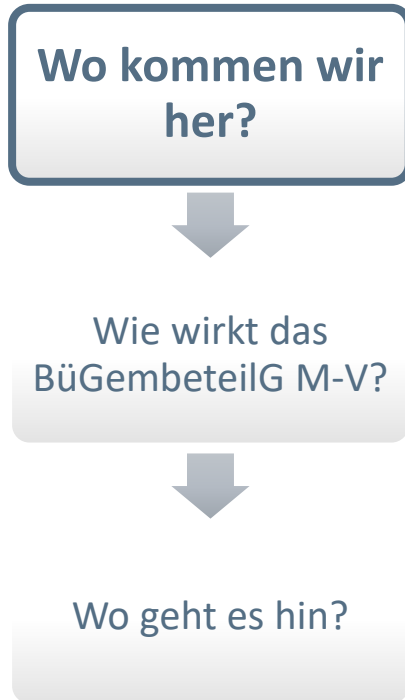 Wo kommen wir
her?
Wie wirkt das
BüGembeteilG M-V?
Wo geht es hin?